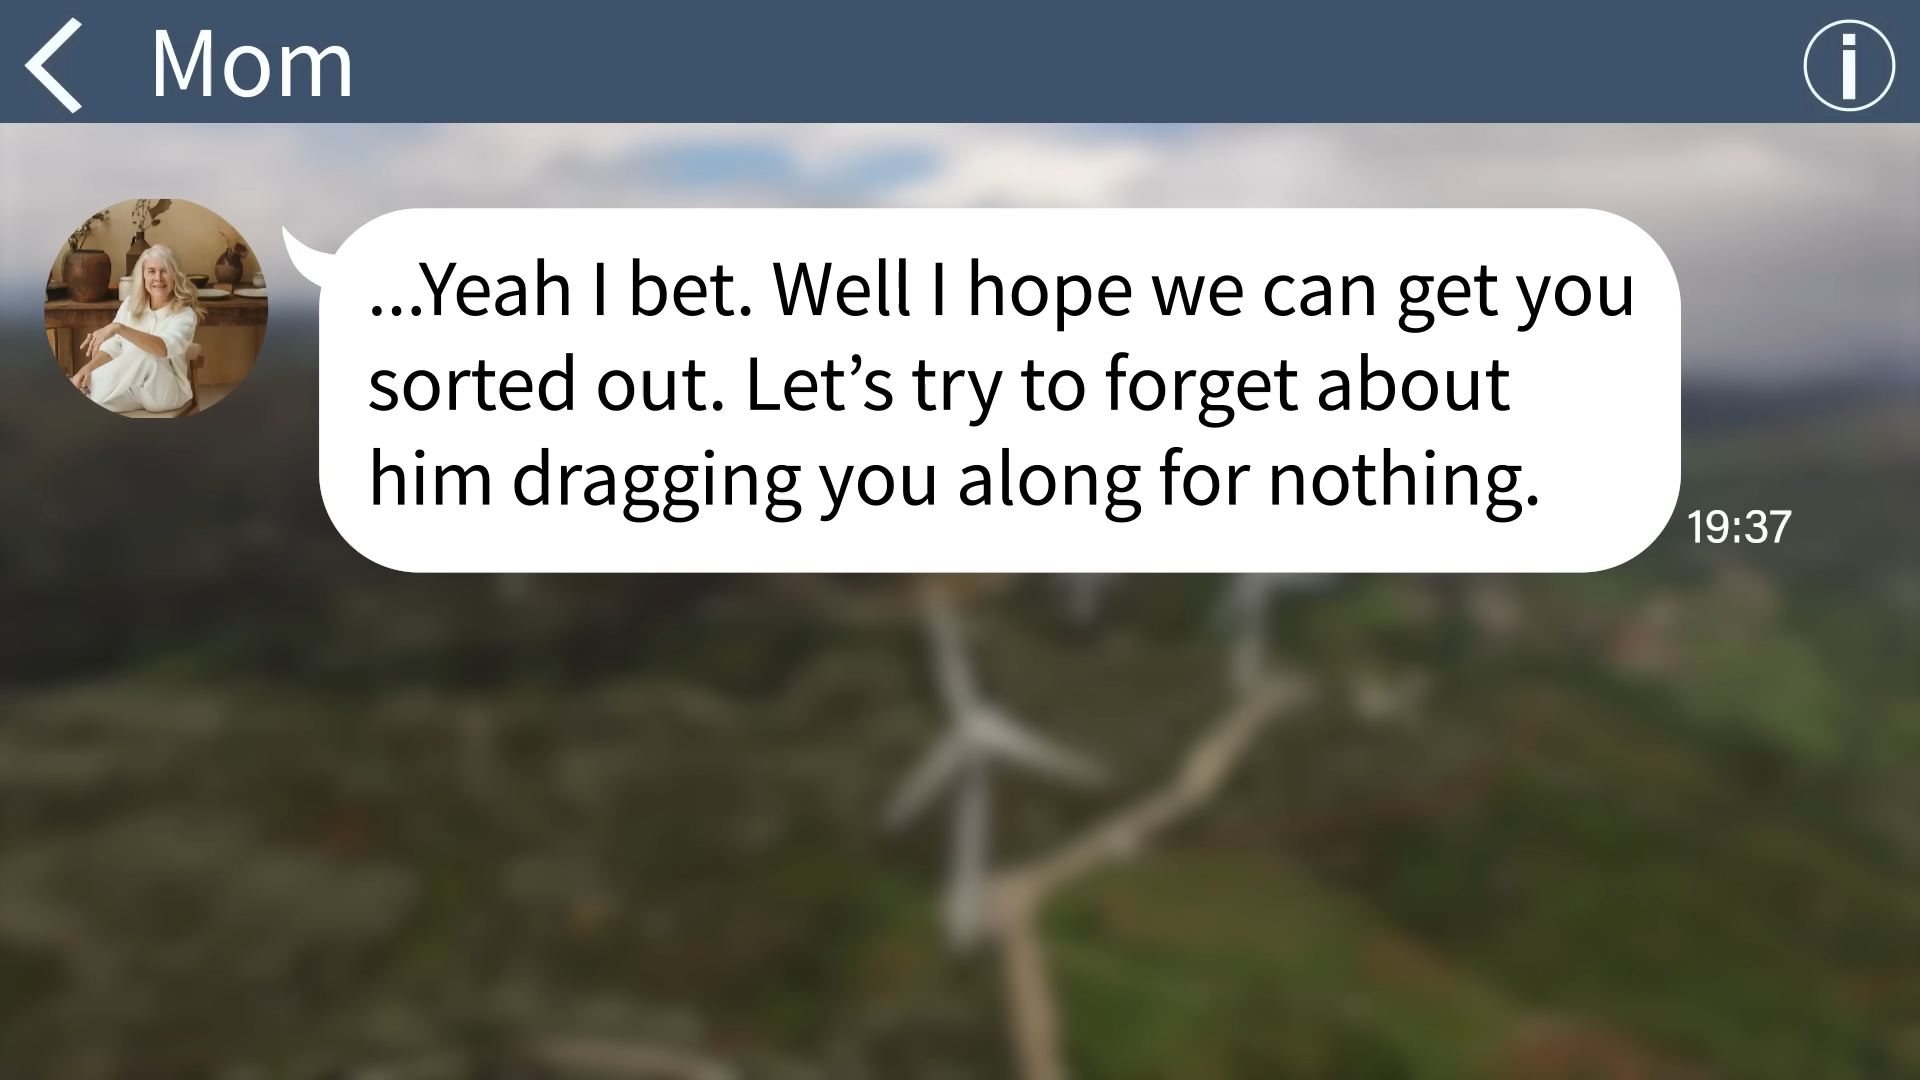 Mom
...Yeah I bet. Well I hope we can get you
sorted out. Let’s try to forget about
him dragging you along for nothing.
19:37